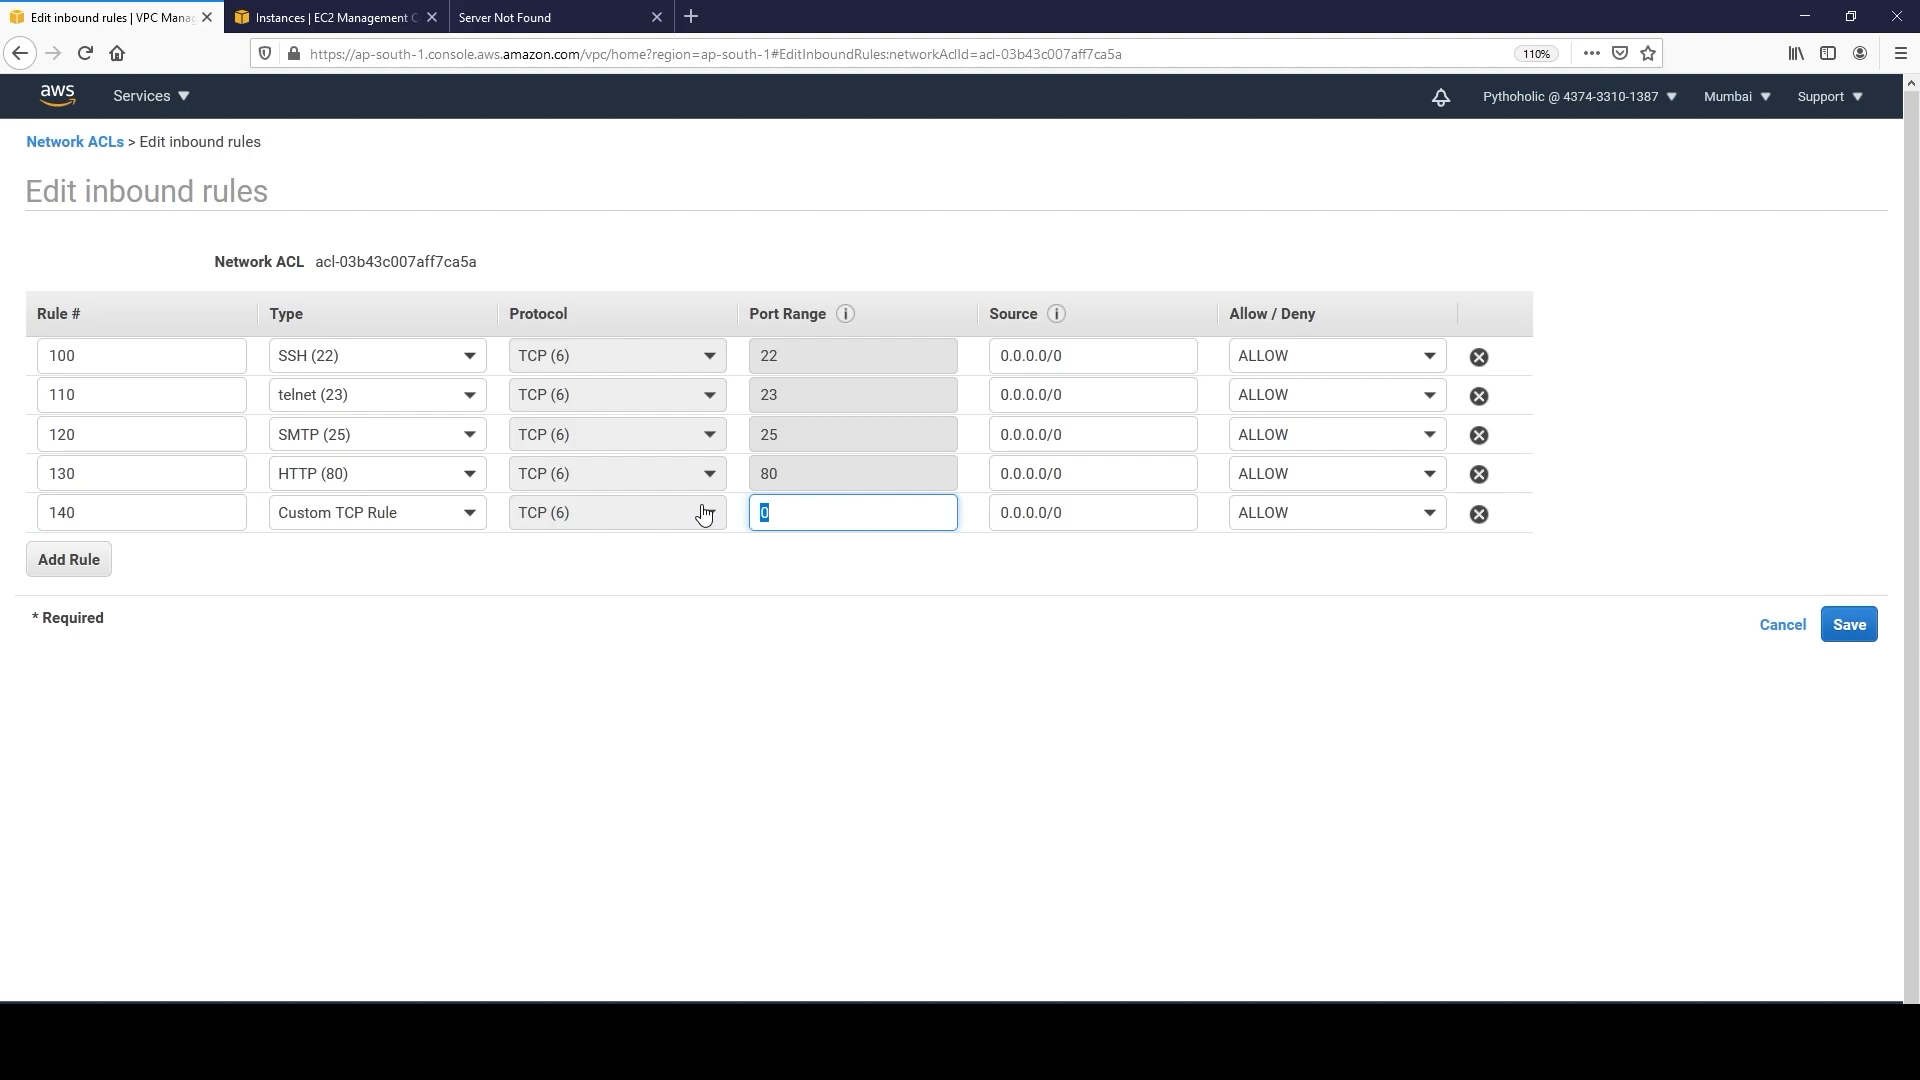 Edit inbound rules | VPC Mana
Instances | EC2 Management C
Server Not Found
https://ap-south-1.console.aws.amazon.com/vpc/home?region=ap-south-1#EditInboundRules:networkAclId=acl-03b43c007aff7ca5a
110%
aws
Services
Pythoholic @ 4374-3310-1387
Mumbai
Support
Network ACLs > Edit inbound rules
Edit inbound rules
Network ACL acl-03b43c007aff7ca5a
Rule # Type Protocol Port Range i Source i Allow / Deny
100 SSH (22) TCP (6) 22 0.0.0.0/0 ALLOW
110 telnet (23) TCP (6) 23 0.0.0.0/0 ALLOW
120 SMTP (25) TCP (6) 25 0.0.0.0/0 ALLOW
130 HTTP (80) TCP (6) 80 0.0.0.0/0 ALLOW
140 Custom TCP Rule TCP (6) 0 0.0.0.0/0 ALLOW
Add Rule
* Required
Cancel
Save